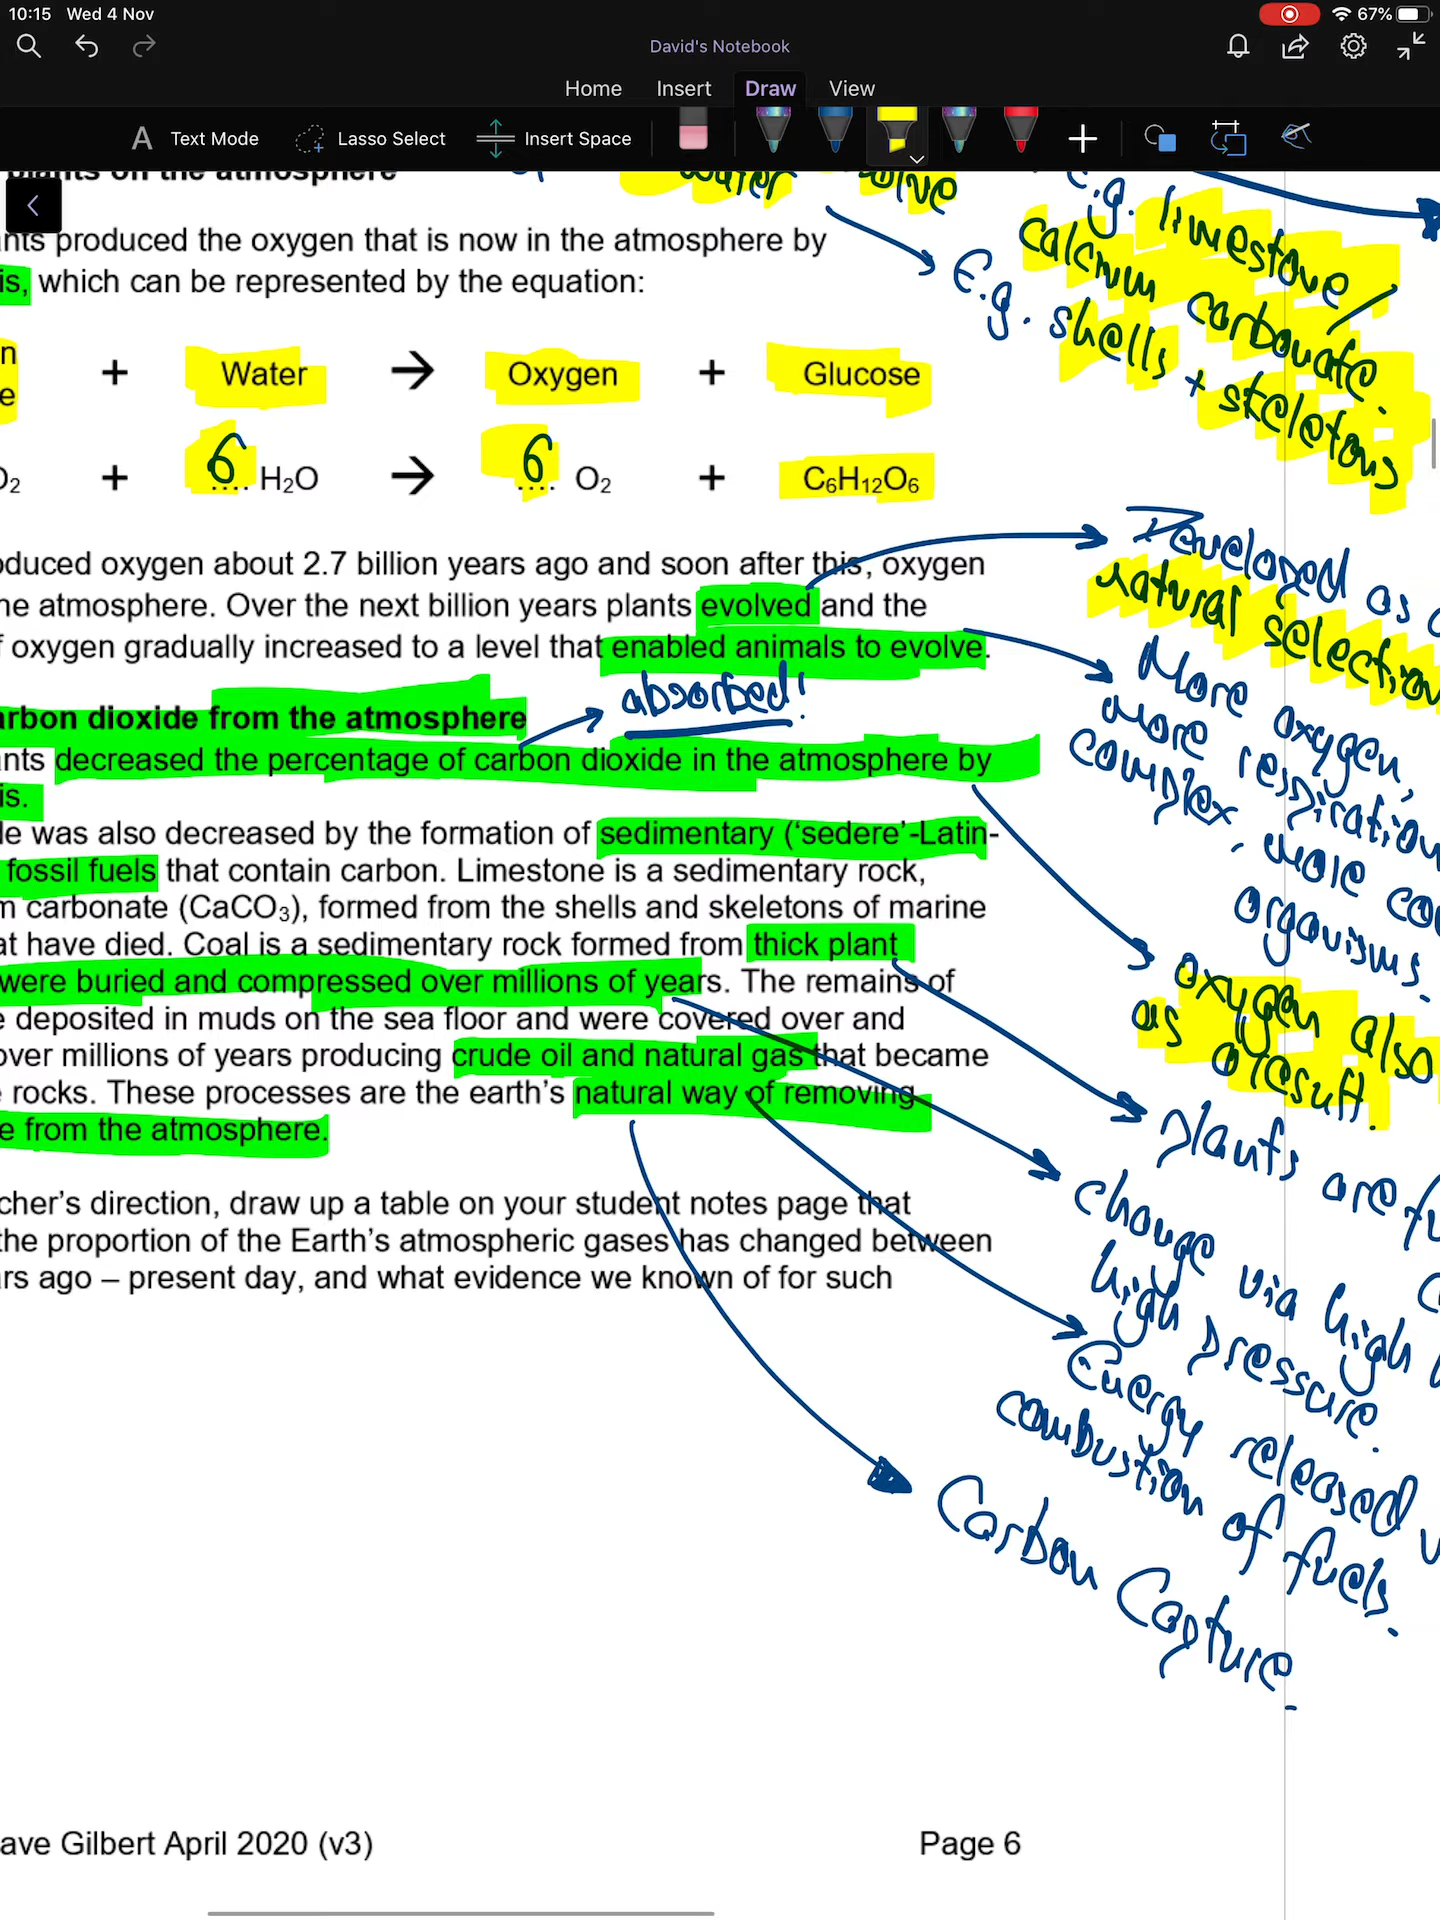 10:15 Wed 4 Nov
67%
David's Notebook
Home Insert Draw View
A Text Mode Lasso Select Insert Space
plants on the atmosphere
water
E.g. limestone/
calcium carbonate.
E.g. shells + skeletons
nts produced the oxygen that is now in the atmosphere by
is, which can be represented by the equation:
n + Water → Oxygen + Glucose
e
O2 + 6 .... H2O → 6 .... O2 + C6H12O6
oduced oxygen about 2.7 billion years ago and soon after this, oxygen
he atmosphere. Over the next billion years plants evolved and the
f oxygen gradually increased to a level that enabled animals to evolve.
Developed as
natural selection
More oxygen,
more respiration
complex, more co
organisms.
absorbed!
arbon dioxide from the atmosphere
nts decreased the percentage of carbon dioxide in the atmosphere by
is.
de was also decreased by the formation of sedimentary ('sedere'-Latin-
fossil fuels that contain carbon. Limestone is a sedimentary rock,
m carbonate (CaCO3), formed from the shells and skeletons of marine
at have died. Coal is a sedimentary rock formed from thick plant
were buried and compressed over millions of years. The remains of
e deposited in muds on the sea floor and were covered over and
over millions of years producing crude oil and natural gas that became
e rocks. These processes are the earth's natural way of removing
e from the atmosphere.
oxygen also
as a result.
plants are fu
change via high
high pressure.
Energy released
combustion of fuels.
Carbon Capture
cher's direction, draw up a table on your student notes page that
the proportion of the Earth's atmospheric gases has changed between
rs ago – present day, and what evidence we known of for such
ave Gilbert April 2020 (v3) Page 6